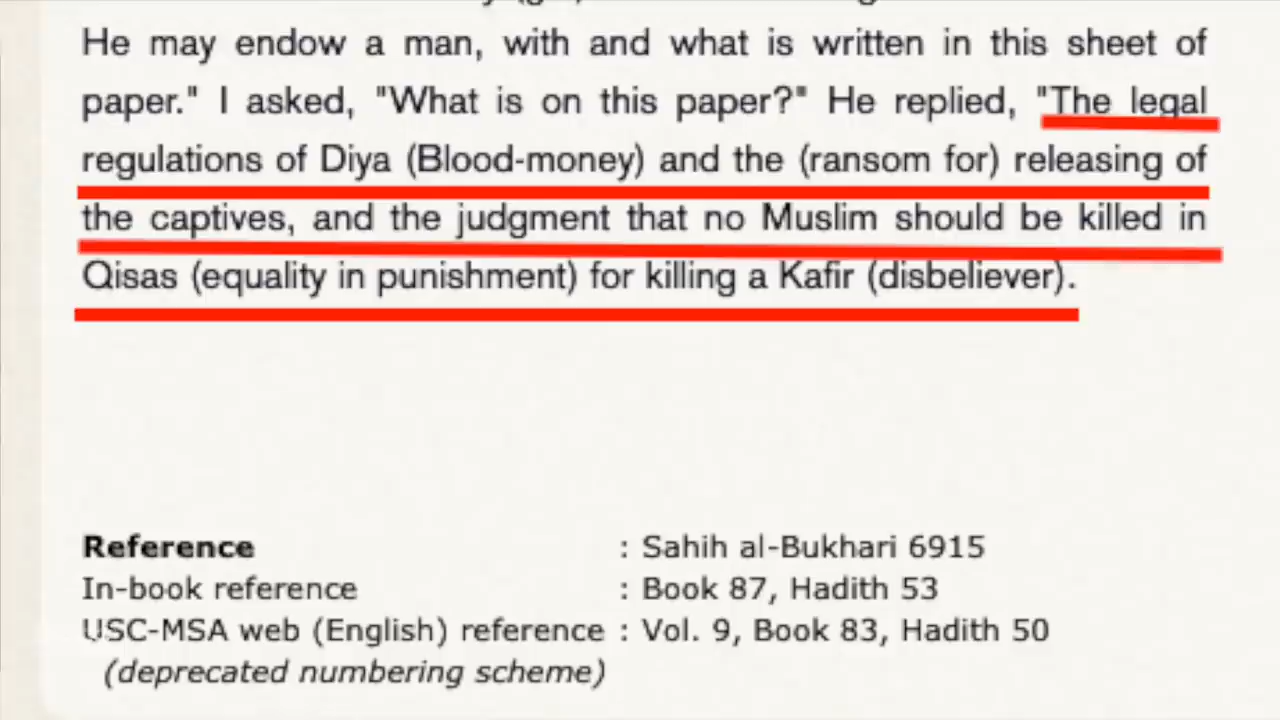 He may endow a man, with and what is written in this sheet of
paper." I asked, "What is on this paper?" He replied, "The legal
regulations of Diya (Blood-money) and the (ransom for) releasing of
the captives, and the judgment that no Muslim should be killed in
Qisas (equality in punishment) for killing a Kafir (disbeliever).
Reference : Sahih al-Bukhari 6915
In-book reference : Book 87, Hadith 53
USC-MSA web (English) reference : Vol. 9, Book 83, Hadith 50
(deprecated numbering scheme)